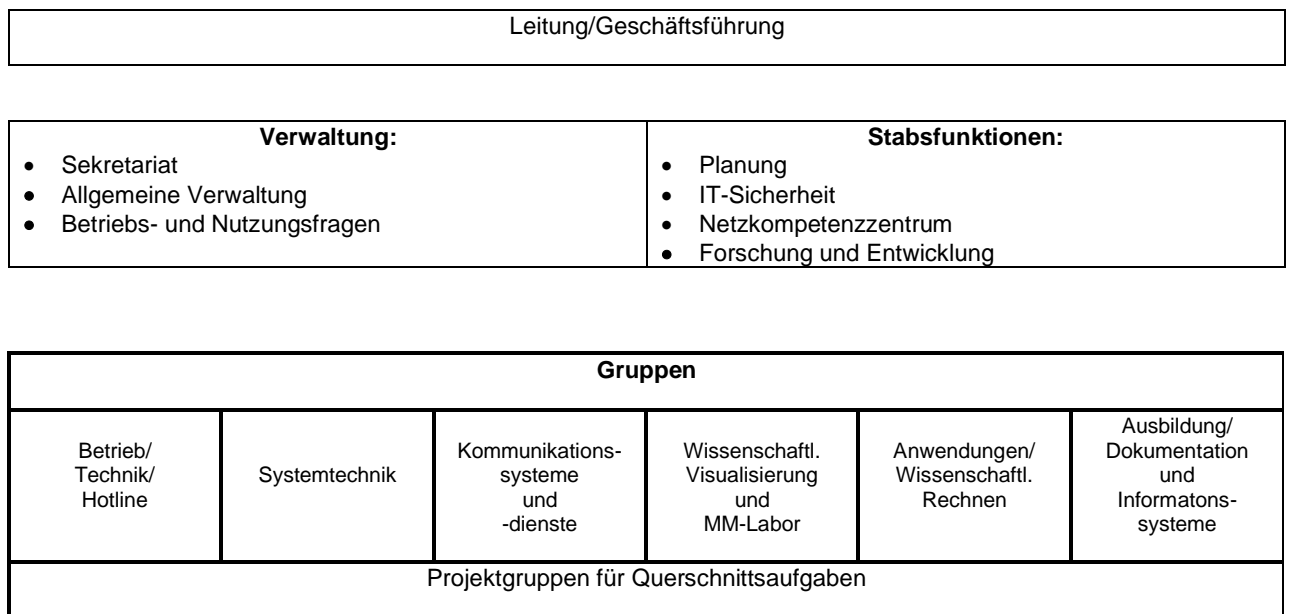 Leitung/Geschäftsführung
Verwaltung:
• Sekretariat
• Allgemeine Verwaltung
• Betriebs- und Nutzungsfragen
Stabsfunktionen:
• Planung
• IT-Sicherheit
• Netzkompetenzzentrum
• Forschung und Entwicklung
Gruppen
Betrieb/
Technik/
Hotline
Systemtechnik
Kommunikations-
systeme
und
-dienste
Wissenschaftl.
Visualisierung
und
MM-Labor
Anwendungen/
Wissenschaftl.
Rechnen
Ausbildung/
Dokumentation
und
Informatons-
systeme
Projektgruppen für Querschnittsaufgaben